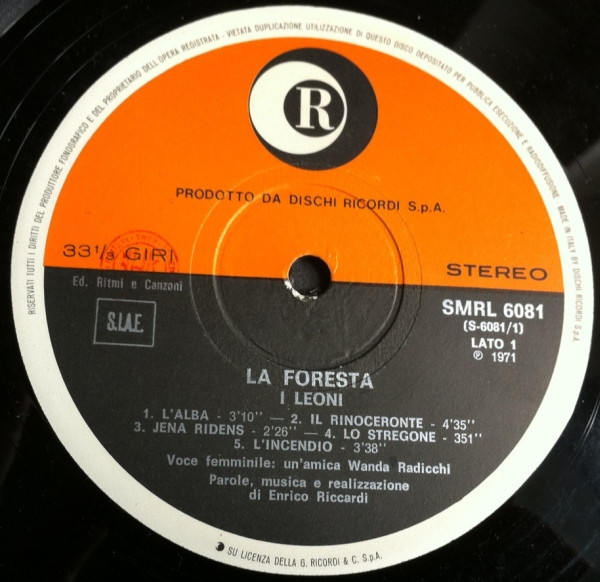 RISERVATI TUTTI I DIRITTI DEL PRODUTTORE FONOGRAFICO E DEL PROPRIETARIO DELL'OPERA REGISTRATA - VIETATA DUPLICAZIONE UTILIZZAZIONE DI QUESTO DISCO DEPOSITATO PER PUBBLICA ESECUZIONE E RADIODIFFUSIONE. MADE IN ITALY BY DISCHI RICORDI S.p.A.
R
PRODOTTO DA DISCHI RICORDI S.p.A.
33 1/3 GIRI
STEREO
Ed. Ritmi e Canzoni
S.I.A.E.
SMRL 6081
(S-6081/1)
LATO 1
℗ 1971
LA FORESTA
I LEONI
1. L'ALBA - 3'10'' — 2. IL RINOCERONTE - 4'35''
3. JENA RIDENS - 2'26'' — 4. LO STREGONE - 351''
5. L'INCENDIO - 3'38''
Voce femminile: un'amica Wanda Radicchi
Parole, musica e realizzazione
di Enrico Riccardi
SU LICENZA DELLA G. RICORDI & C. S.p.A.